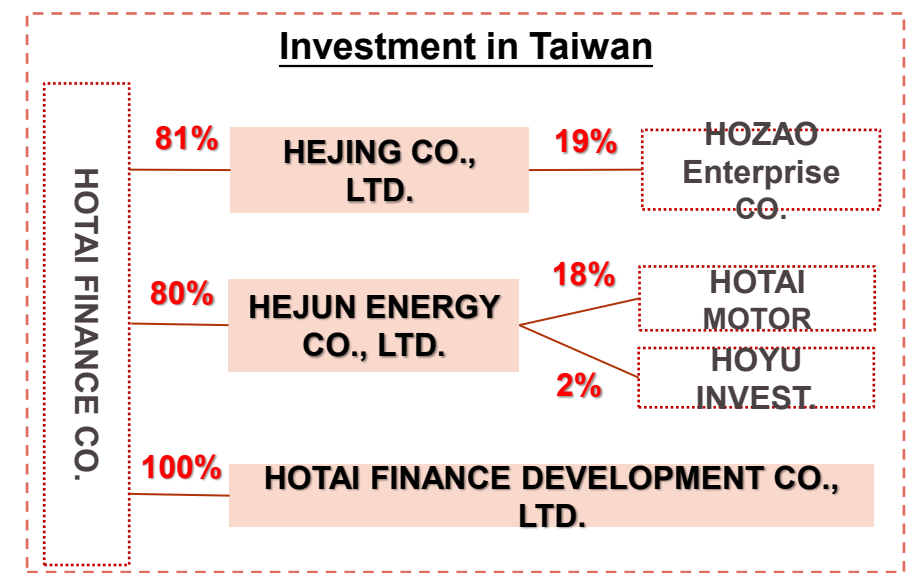 Investment in Taiwan
HOTAI FINANCE CO.
81%
HEJING CO.,
LTD.
19%
HOZAO
Enterprise
CO.
80%
HEJUN ENERGY
CO., LTD.
18%
HOTAI
MOTOR
2%
HOYU
INVEST.
100%
HOTAI FINANCE DEVELOPMENT CO.,
LTD.